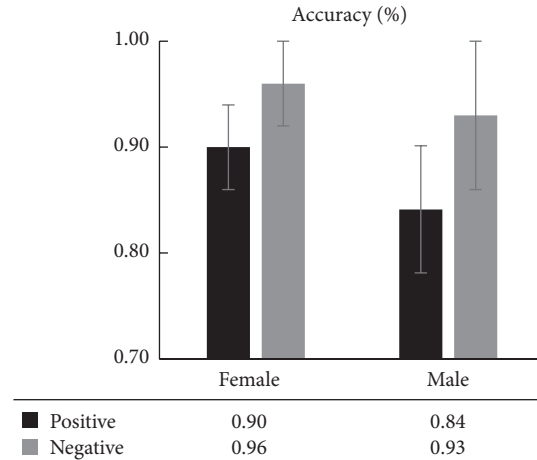 Accuracy (%)
1.00
0.90
0.80
0.70
Female Male
Positive 0.90 0.84
Negative 0.96 0.93